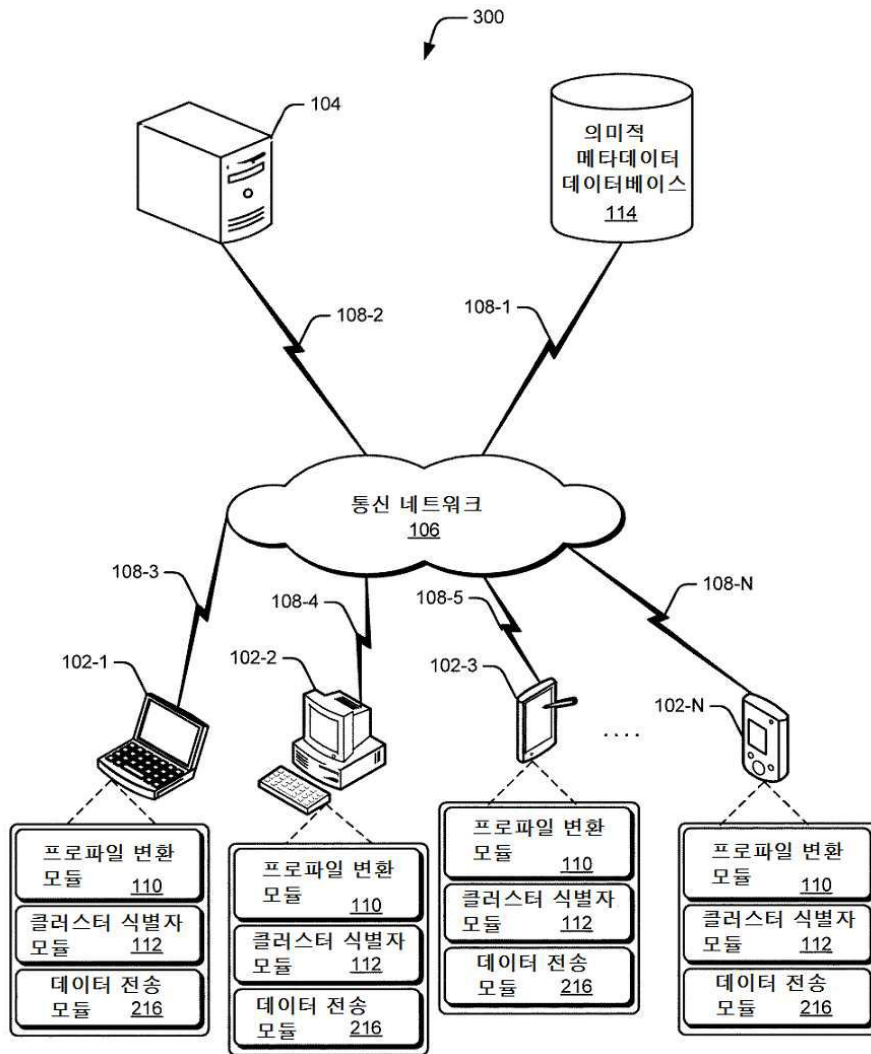 300
104
의미적
메타데이터
데이터베이스
114
108-2
108-1
통신 네트워크
106
108-3
108-4
108-5
108-N
102-1
102-2
102-3
102-N
....
프로파일 변환
모듈 110
클러스터 식별자
모듈 112
데이터 전송
모듈 216
프로파일 변환
모듈 110
클러스터 식별자
모듈 112
데이터 전송
모듈 216
프로파일 변환
모듈 110
클러스터 식별자
모듈 112
데이터 전송
모듈 216
프로파일 변환
모듈 110
클러스터 식별자
모듈 112
데이터 전송
모듈 216